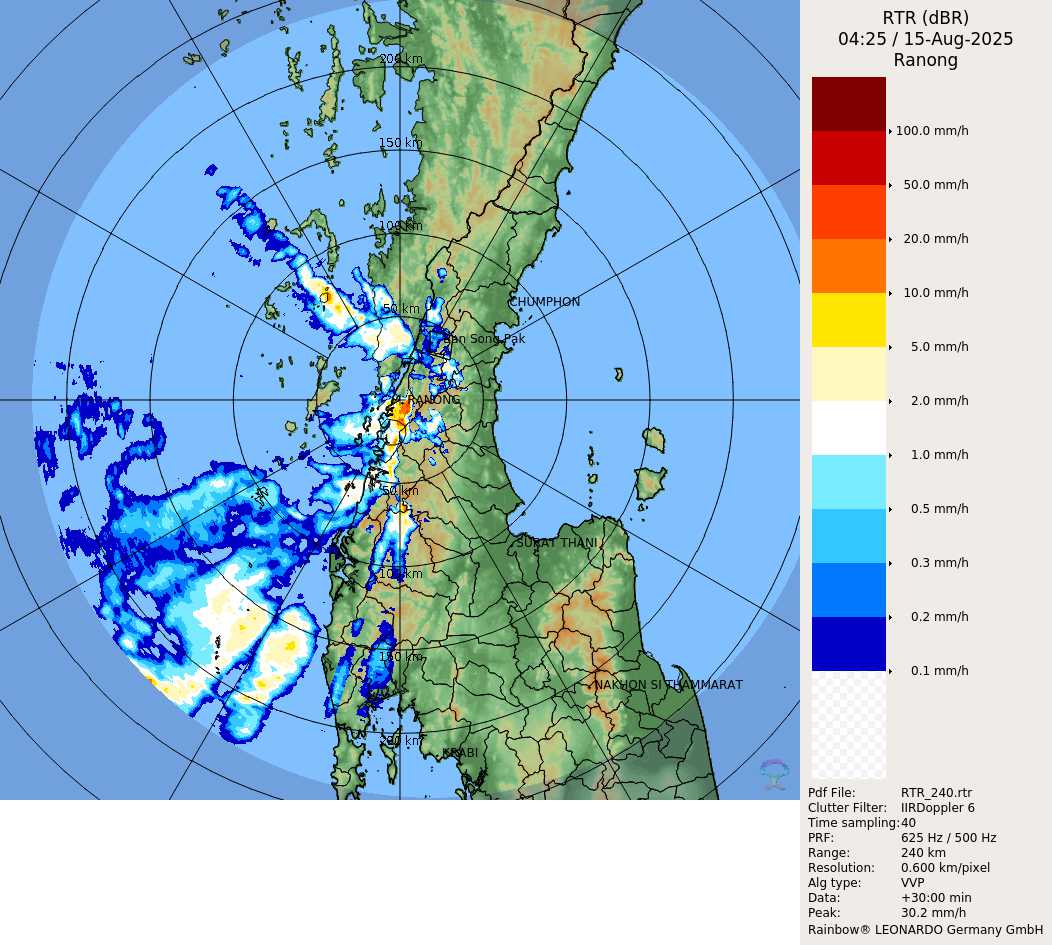 RTR (dBR)
04:25 / 15-Aug-2025
Ranong
200 km
150 km
100 km
50 km
CHUMPHON
Ban Song Pak
RANONG
50 km
SURAT THANI
100 km
150 km
NAKHON SI THAMMARAT
200 km
KRABI
100.0 mm/h
50.0 mm/h
20.0 mm/h
10.0 mm/h
5.0 mm/h
2.0 mm/h
1.0 mm/h
0.5 mm/h
0.3 mm/h
0.2 mm/h
0.1 mm/h
Pdf File: RTR_240.rtr
Clutter Filter: IIRDoppler 6
Time sampling:40
PRF: 625 Hz / 500 Hz
Range: 240 km
Resolution: 0.600 km/pixel
Alg type: VVP
Data: +30:00 min
Peak: 30.2 mm/h
Rainbow® LEONARDO Germany GmbH